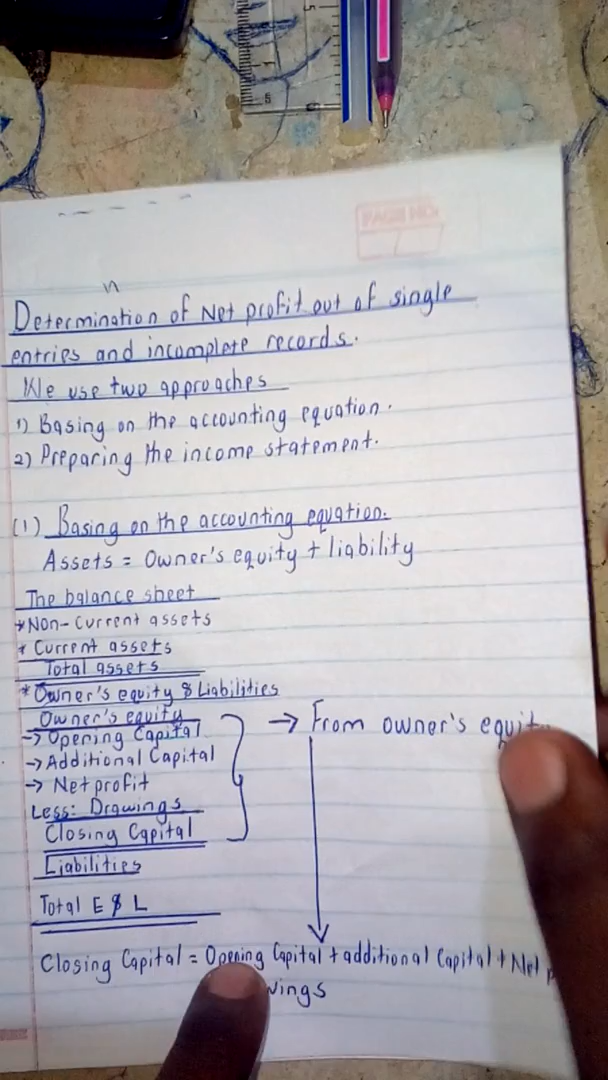 PAGE NO.
Determination of Net profit out of single
entries and incomplete records.
We use two approaches
1) Basing on the accounting equation.
2) Preparing the income statement.
(1) Basing on the accounting equation.
Assets = Owner's equity + liability
The balance sheet
*Non-current assets
* Current assets
Total assets
*Owner's equity & Liabilities
Owner's equity
→ Opening Capital
→ Additional Capital
→ Net profit
Less: Drawings
Closing Capital
Liabilities
Total E & L
→ From owner's
Closing Capital = Opening Capital + additional Capital + Net